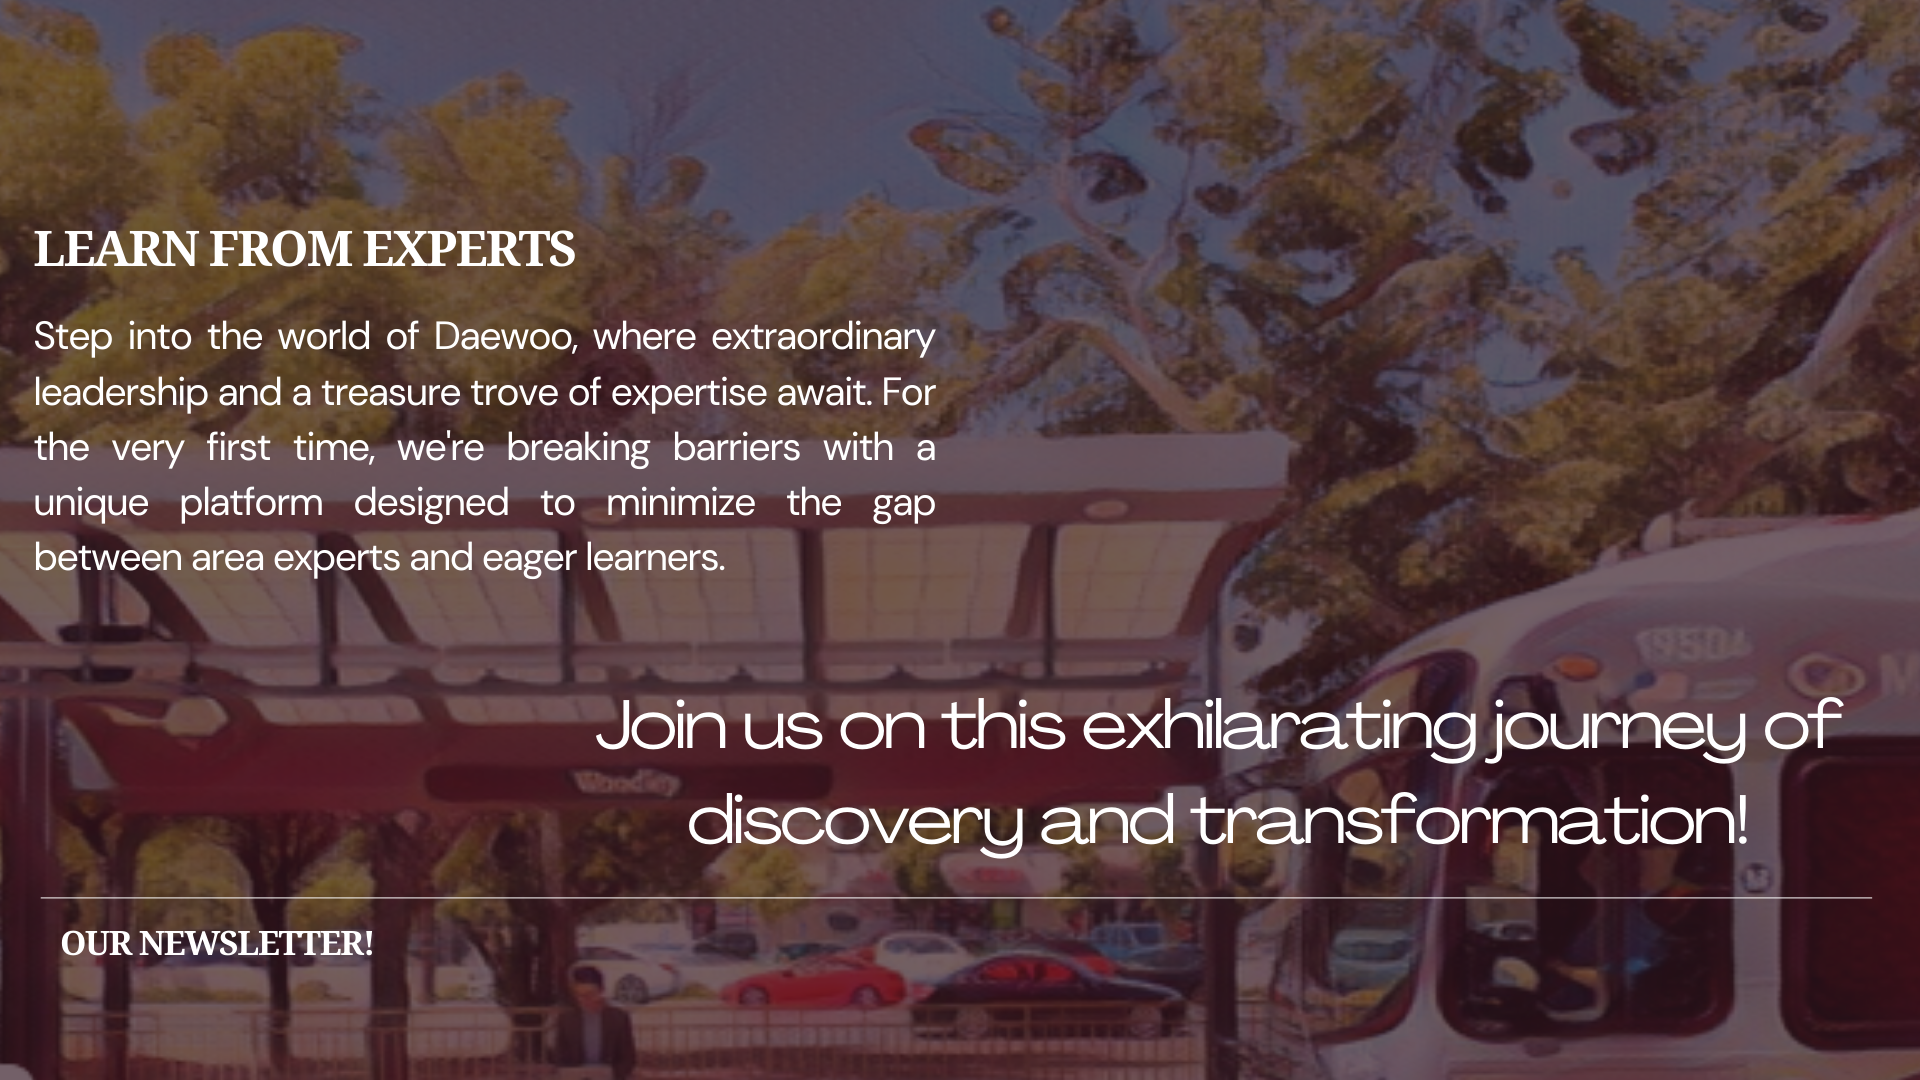 LEARN FROM EXPERTS
Step into the world of Daewoo, where extraordinary
leadership and a treasure trove of expertise await. For
the very first time, we're breaking barriers with a
unique platform designed to minimize the gap
between area experts and eager learners.
19504
M
Join us on this exhilarating journey of
discovery and transformation!
Woodley
M
OUR NEWSLETTER!